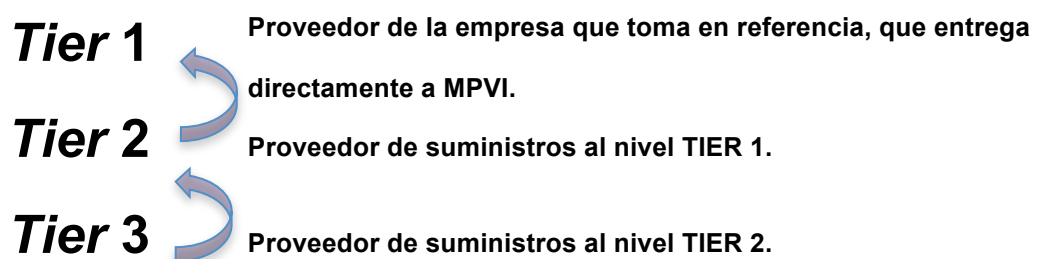 Tier 1
Proveedor de la empresa que toma en referencia, que entrega
directamente a MPVI.
Tier 2
Proveedor de suministros al nivel TIER 1.
Tier 3
Proveedor de suministros al nivel TIER 2.